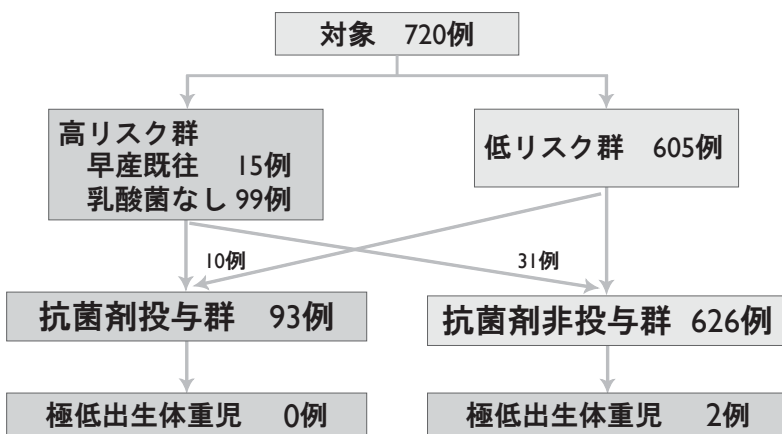 対象 720例
高リスク群
早産既往 15例
乳酸菌なし 99例
低リスク群 605例
10例
31例
抗菌剤投与群 93例
抗菌剤非投与群 626例
極低出生体重児 0例
極低出生体重児 2例